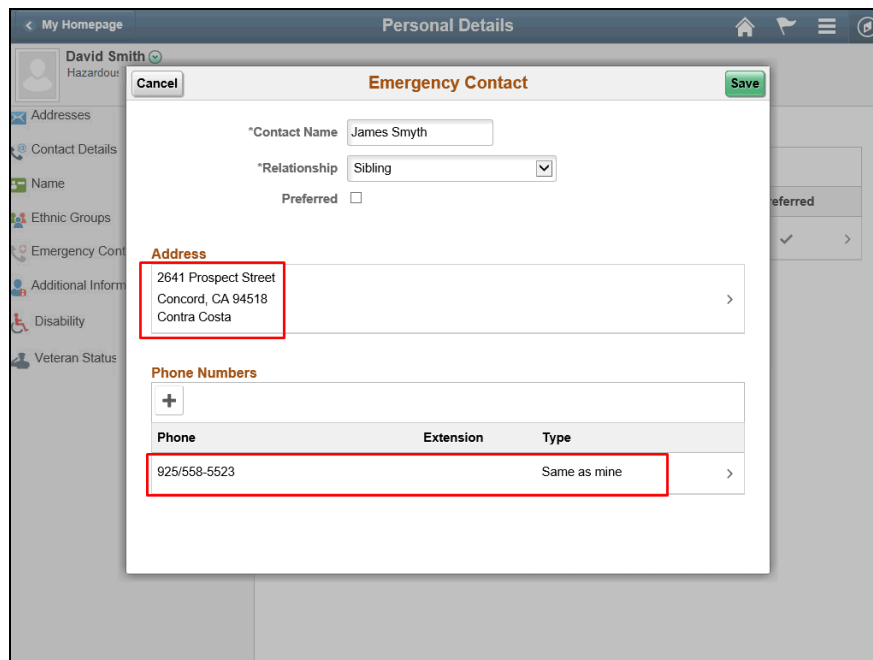 My Homepage
Personal Details
David Smith
Hazardou
Cancel
Emergency Contact
Save
Addresses
Contact Details
Name
Ethnic Groups
Emergency Cont
Additional Inform
Disability
Veteran Status
*Contact Name James Smyth
*Relationship Sibling
Preferred
eferred
Address
2641 Prospect Street
Concord, CA 94518
Contra Costa
Phone Numbers
Phone Extension Type
925/558-5523 Same as mine